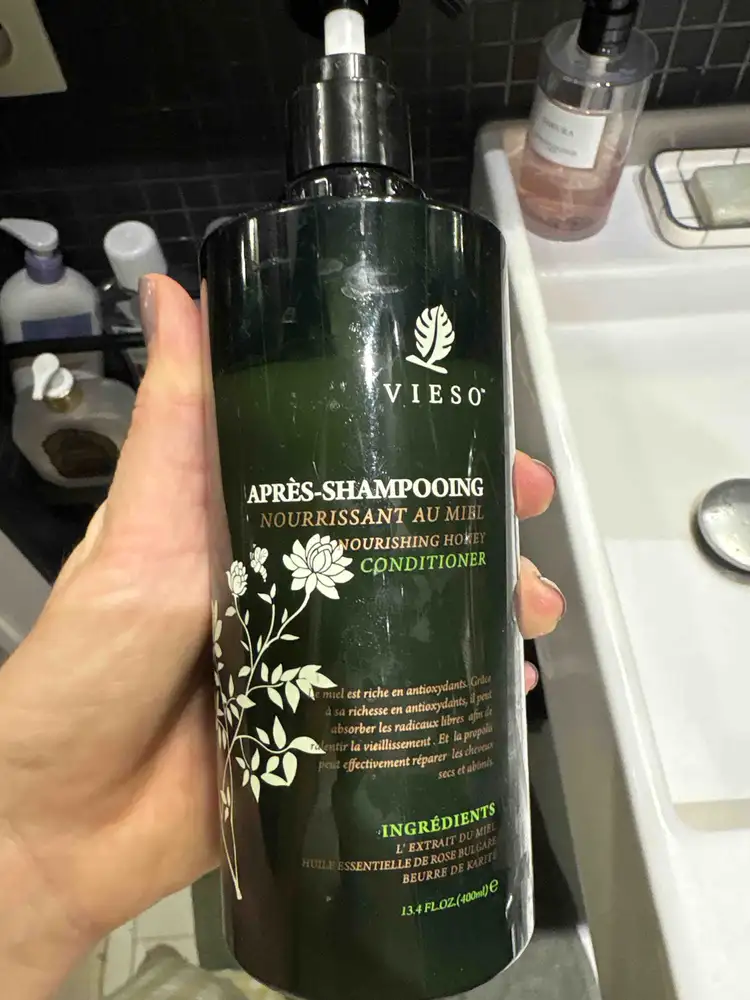 VIESO™
APRÈS-SHAMPOOING
NOURRISSANT AU MIEL
NOURISHING HONEY
CONDITIONER
Le miel est riche en antioxydants. Grâce
à sa richesse en antioxydants, il peut
absorber les radicaux libres afin de
ralentir la vieillissement. Et la propolis
peut effectivement réparer les cheveux
secs et abîmés
INGRÉDIENTS
L'EXTRAIT DU MIEL
HUILE ESSENTIELLE DE ROSE BULGARE
BEURRE DE KARITÉ
13.4 FL.OZ.(400ml)℮